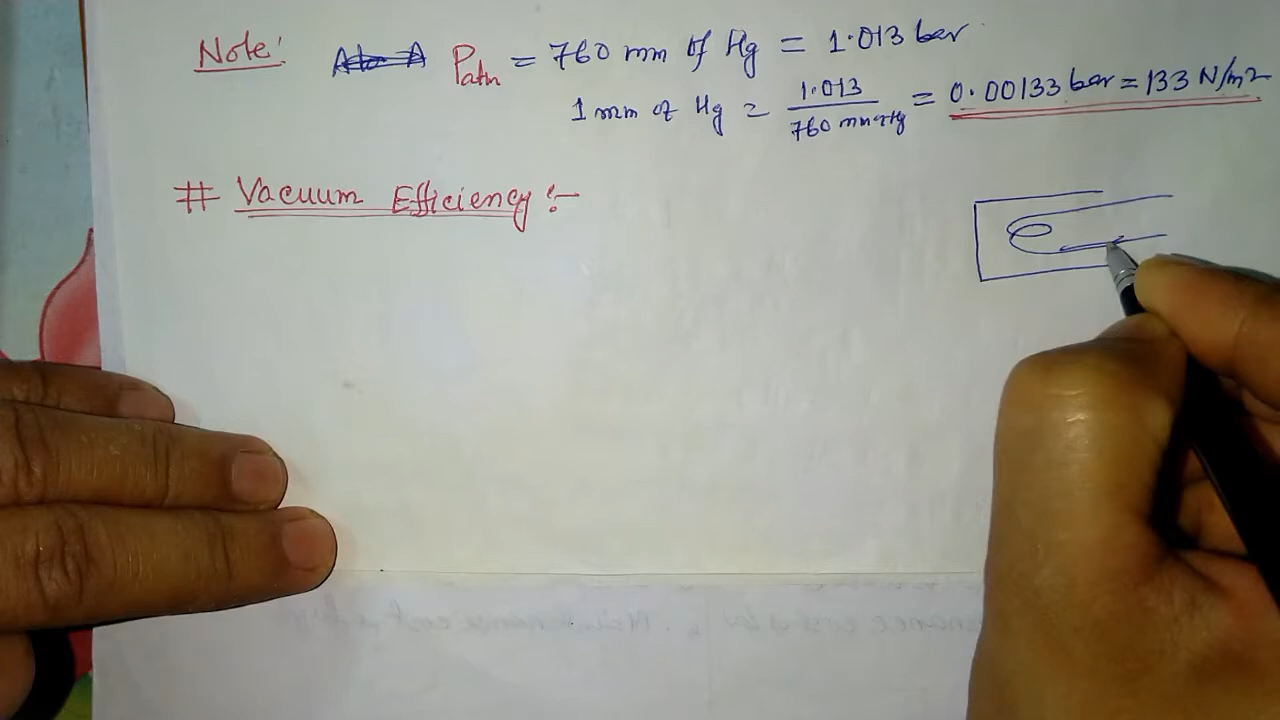 Note: Patm = 760 mm of Hg = 1.013 bar
1 mm of Hg = 1.013 / 760 mm of Hg = 0.00133 bar = 133 N/m2
# Vacuum Efficiency :-